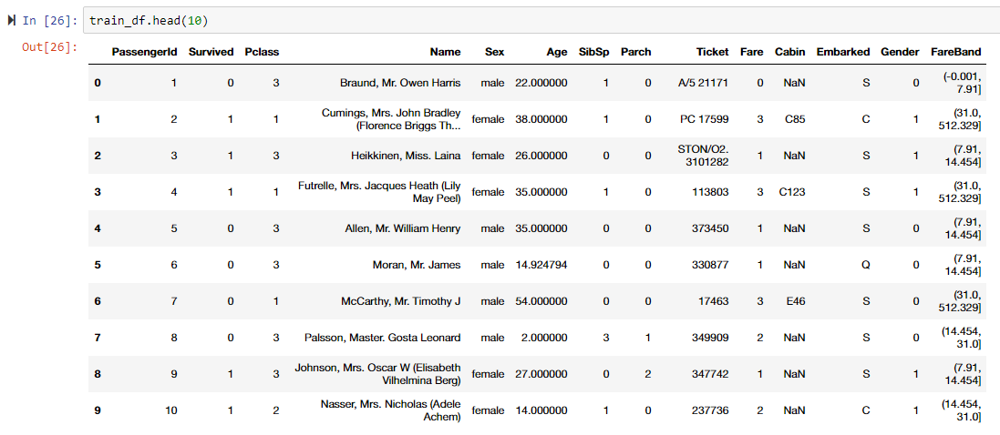 In [26]: train_df.head(10)
Out[26]:
PassengerId Survived Pclass Name Sex Age SibSp Parch Ticket Fare Cabin Embarked Gender FareBand
0 1 0 3 Braund, Mr. Owen Harris male 22.000000 1 0 A/5 21171 0 NaN S 0 (-0.001,
7.91]
1 2 1 1 Cumings, Mrs. John Bradley female 38.000000 1 0 PC 17599 3 C85 C 1 (31.0,
(Florence Briggs Th... 512.329]
2 3 1 3 Heikkinen, Miss. Laina female 26.000000 0 0 STON/O2. 1 NaN S 1 (7.91,
3101282 14.454]
3 4 1 1 Futrelle, Mrs. Jacques Heath (Lily female 35.000000 1 0 113803 3 C123 S 1 (31.0,
May Peel) 512.329]
4 5 0 3 Allen, Mr. William Henry male 35.000000 0 0 373450 1 NaN S 0 (7.91,
14.454]
5 6 0 3 Moran, Mr. James male 14.924794 0 0 330877 1 NaN Q 0 (7.91,
14.454]
6 7 0 1 McCarthy, Mr. Timothy J male 54.000000 0 0 17463 3 E46 S 0 (31.0,
512.329]
7 8 0 3 Palsson, Master. Gosta Leonard male 2.000000 3 1 349909 2 NaN S 0 (14.454,
31.0]
8 9 1 3 Johnson, Mrs. Oscar W (Elisabeth female 27.000000 0 2 347742 1 NaN S 1 (7.91,
Vilhelmina Berg) 14.454]
9 10 1 2 Nasser, Mrs. Nicholas (Adele female 14.000000 1 0 237736 2 NaN C 1 (14.454,
Achem) 31.0]